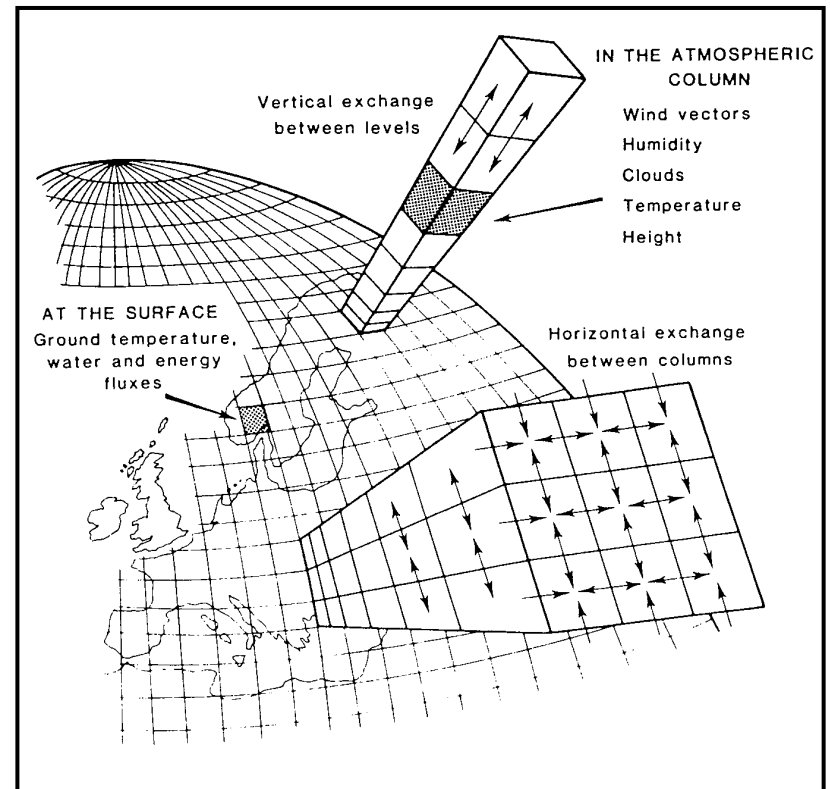 IN THE ATMOSPHERIC
COLUMN
Wind vectors
Humidity
Clouds
Temperature
Height
Vertical exchange
between levels
AT THE SURFACE
Ground temperature,
water and energy
fluxes
Horizontal exchange
between columns